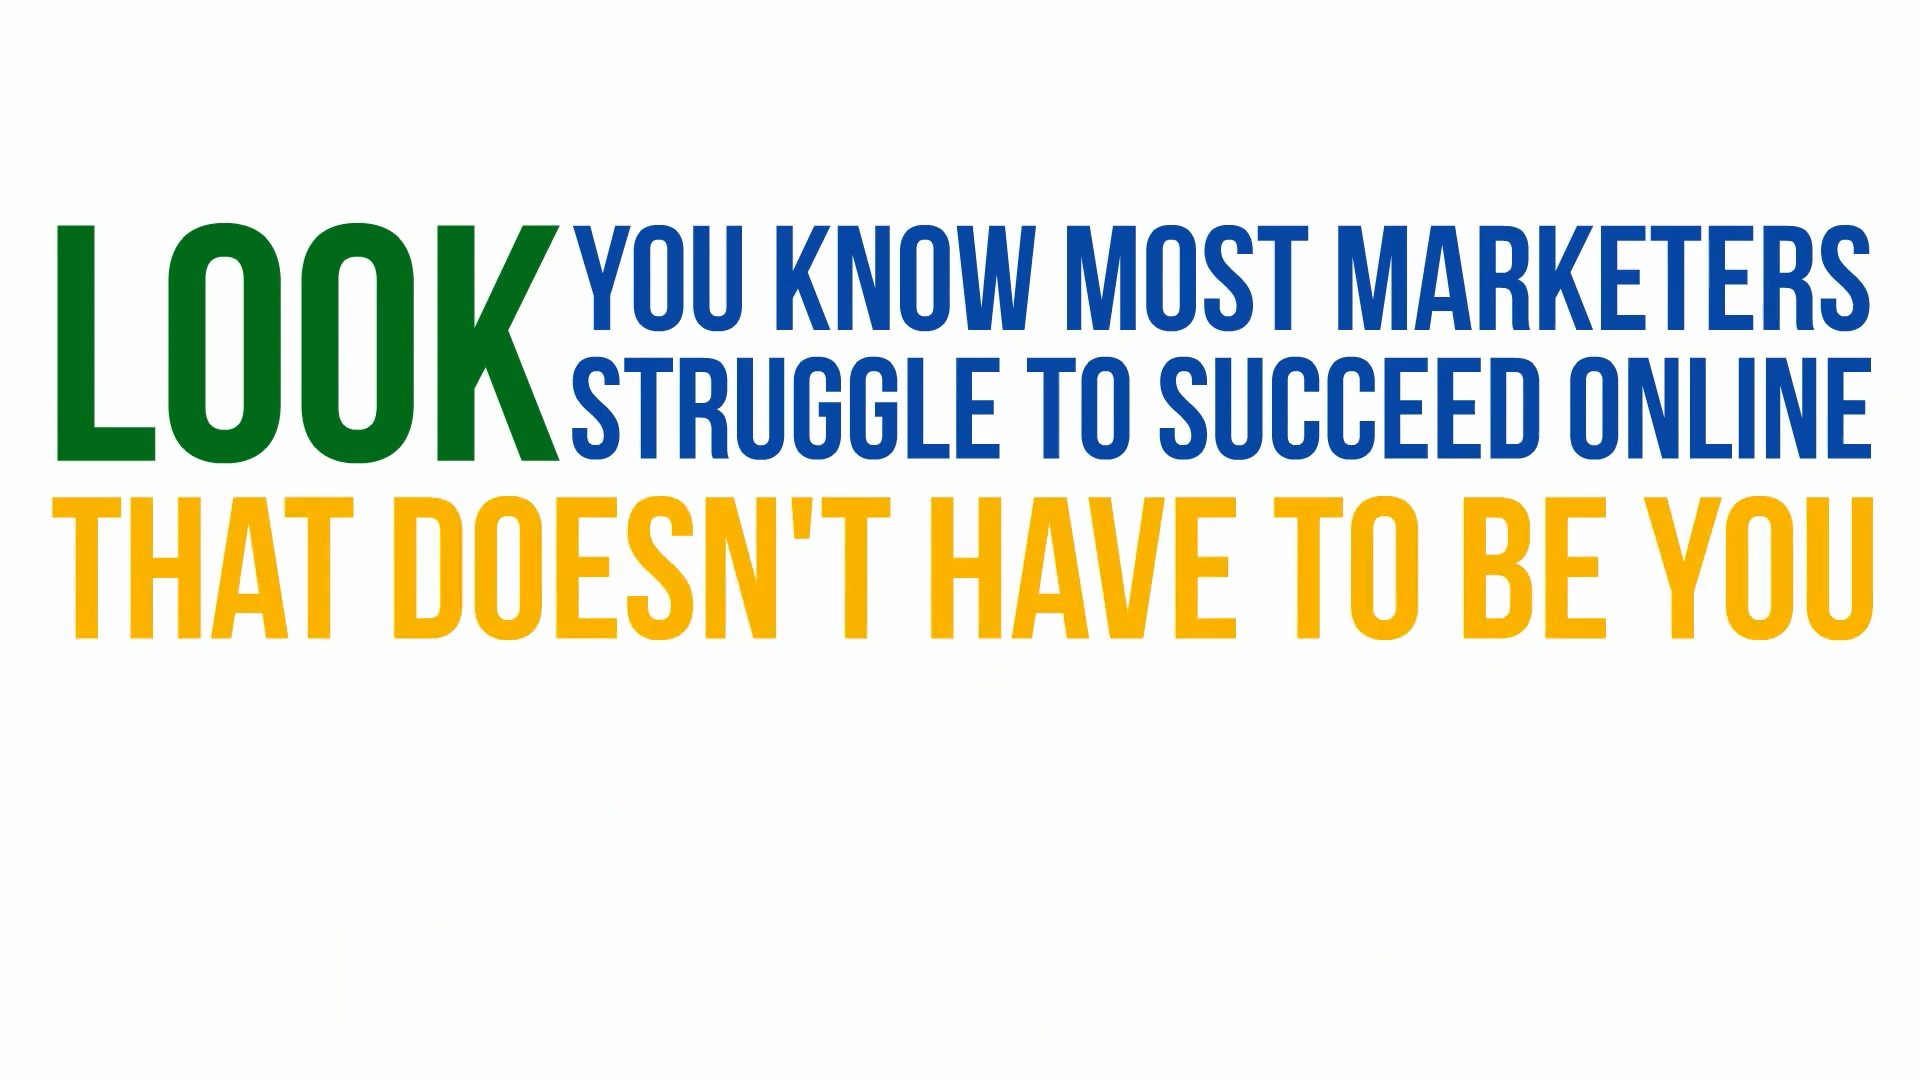 LOOK
YOU KNOW MOST MARKETERS
STRUGGLE TO SUCCEED ONLINE
THAT DOESN'T HAVE TO BE YOU